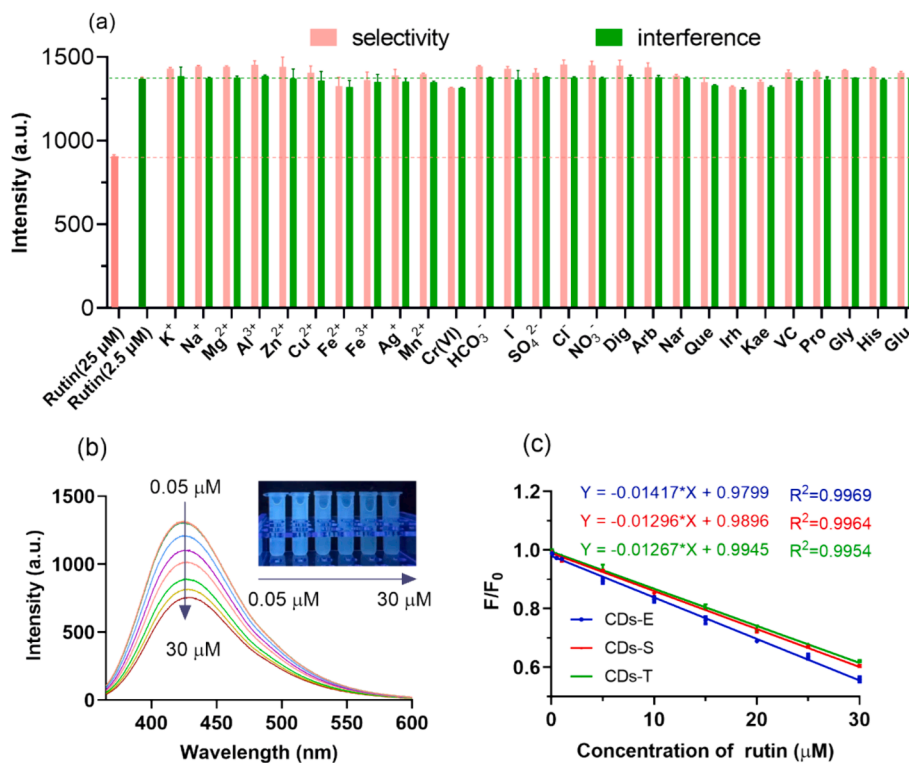 (a)
selectivity
interference
Intensity (a.u.)
1500
1000
500
0
Rutin(25 μM)
Rutin(2.5 μM)
K⁺
Na⁺
Mg²⁺
Al³⁺
Zn²⁺
Cu²⁺
Fe²⁺
Fe³⁺
Ag⁺
Mn²⁺
Cr(VI)
HCO₃⁻
I⁻
SO₄²⁻
Cl⁻
NO₃⁻
Dig
Arb
Nar
Que
Irh
Kae
VC
Pro
Gly
His
Glu
(b)
Intensity (a.u.)
1500
1000
500
0
0.05 μM
30 μM
0.05 μM 30 μM
400 450 500 550 600
Wavelength (nm)
(c)
Y = -0.01417*X + 0.9799 R²=0.9969
Y = -0.01296*X + 0.9896 R²=0.9964
Y = -0.01267*X + 0.9945 R²=0.9954
F/F₀
1.2
1.0
0.8
0.6
CDs-E
CDs-S
CDs-T
0 10 20 30
Concentration of rutin (μM)